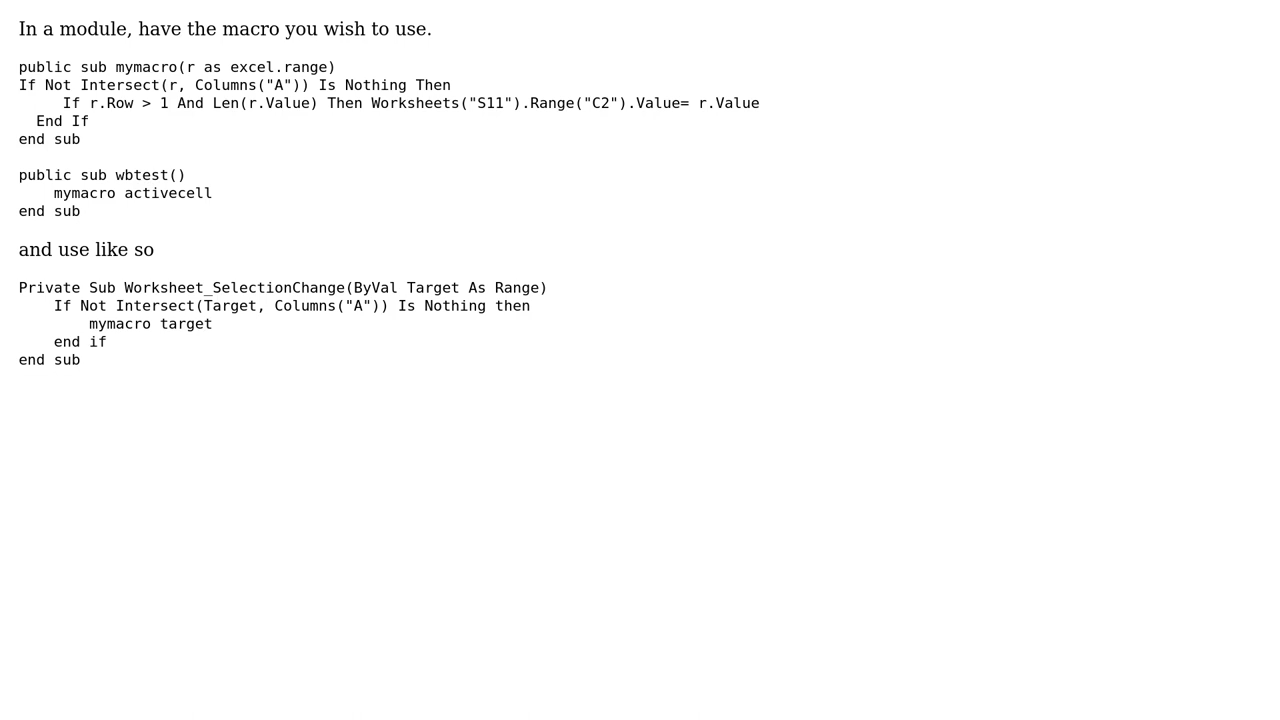 In a module, have the macro you wish to use.
public sub mymacro(r as excel.range)
If Not Intersect(r, Columns("A")) Is Nothing Then
     If r.Row > 1 And Len(r.Value) Then Worksheets("S11").Range("C2").Value= r.Value
  End If
end sub
public sub wbtest()
    mymacro activecell
end sub
and use like so
Private Sub Worksheet_SelectionChange(ByVal Target As Range)
    If Not Intersect(Target, Columns("A")) Is Nothing then
        mymacro target
    end if
end sub